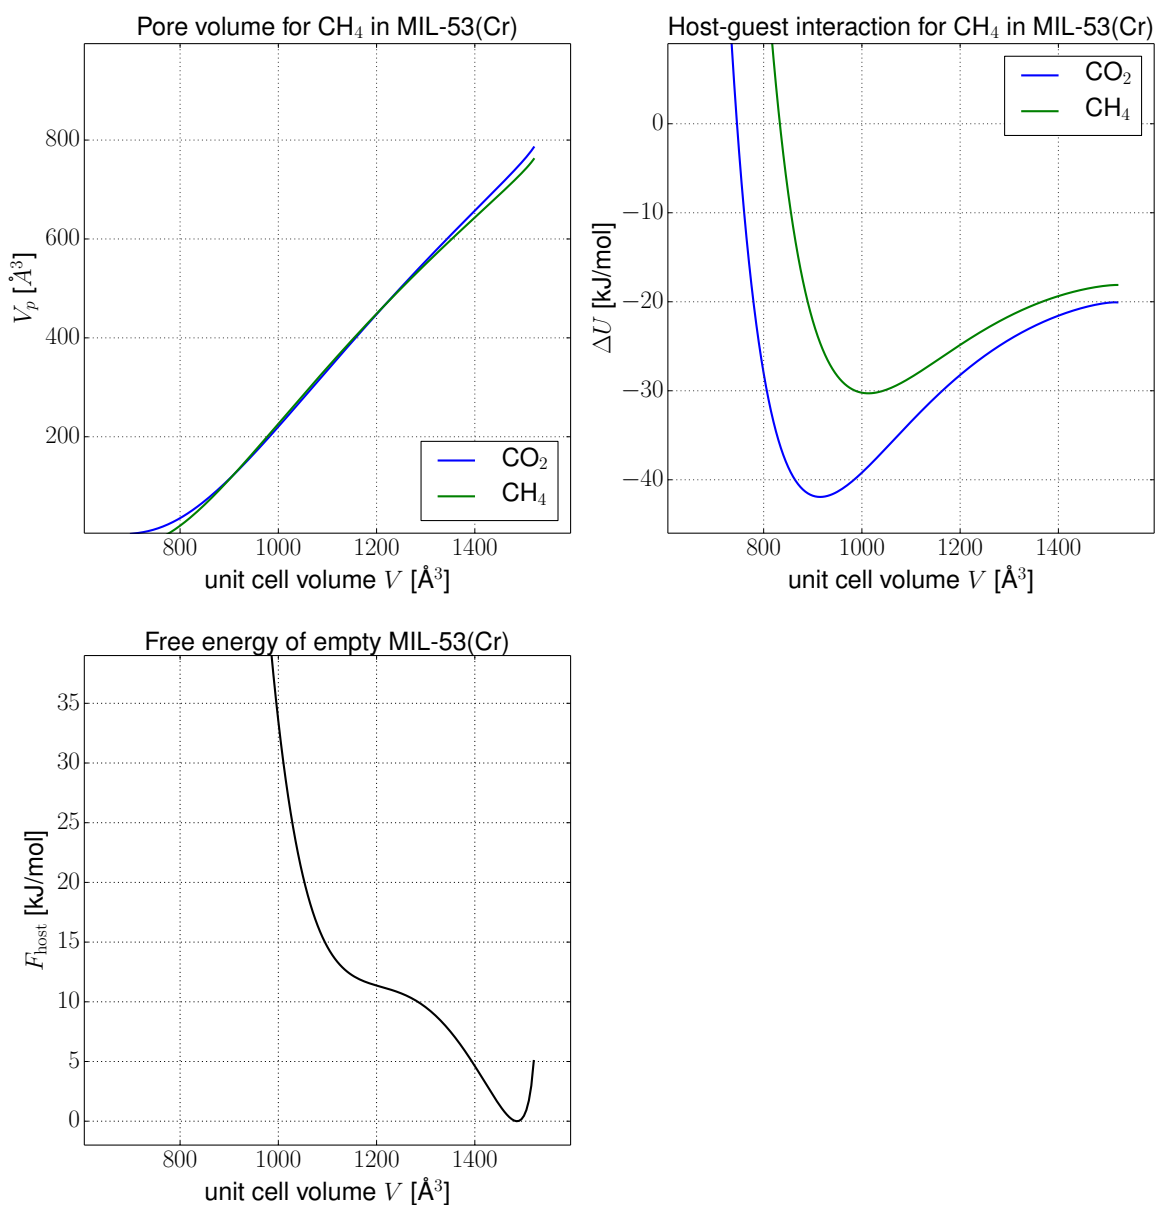 Pore volume for CH₄ in MIL-53(Cr)
800
600
400
200
V_p [Å³]
CO₂
CH₄
800 1000 1200 1400
unit cell volume V [Å³]
Host-guest interaction for CH₄ in MIL-53(Cr)
CO₂
CH₄
0
−10
−20
−30
−40
ΔU [kJ/mol]
800 1000 1200 1400
unit cell volume V [Å³]
Free energy of empty MIL-53(Cr)
35
30
25
20
15
10
5
0
F_host [kJ/mol]
800 1000 1200 1400
unit cell volume V [Å³]